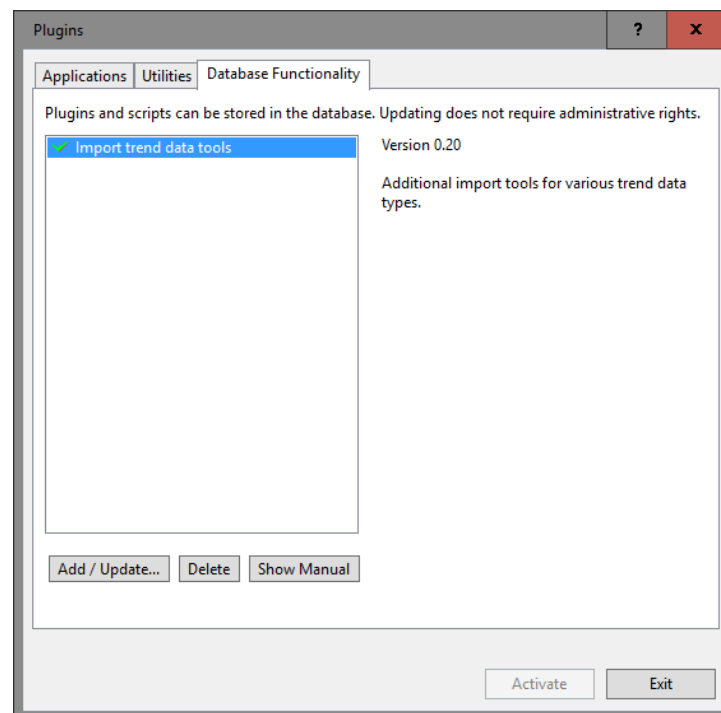 Plugins
?
x
Applications
Utilities
Database Functionality
Plugins and scripts can be stored in the database. Updating does not require administrative rights.
Import trend data tools
Version 0.20
Additional import tools for various trend data
types.
Add / Update...
Delete
Show Manual
Activate
Exit